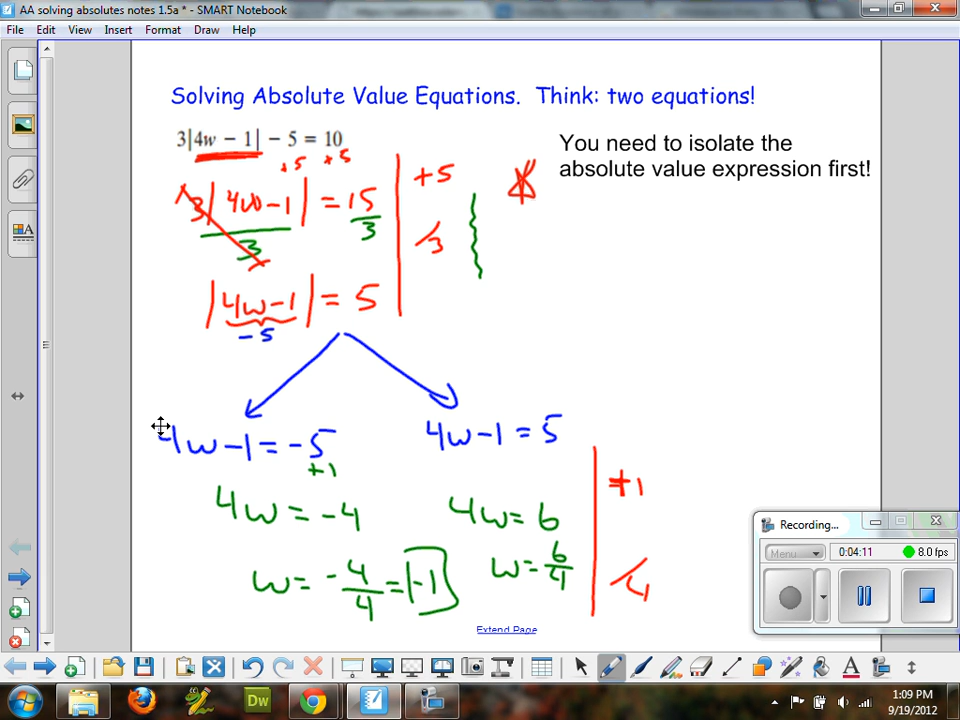 AA solving absolutes notes 1.5a * - SMART Notebook
File Edit View Insert Format Draw Help
Solving Absolute Value Equations. Think: two equations!
3|4w − 1| − 5 = 10
You need to isolate the
absolute value expression first!
+5 +5
3|4w-1| = 15
+5
3 3
/3
|4w-1| = 5
-5
4w-1 = -5
4w-1 = 5
+1
+1
4w = -4
4w = 6
w = -4/4 = -1
w = 6/4
/4
Recording...
Menu
0:04:11
8.0 fps
Extend Page
Dw
A
1:09 PM
9/19/2012